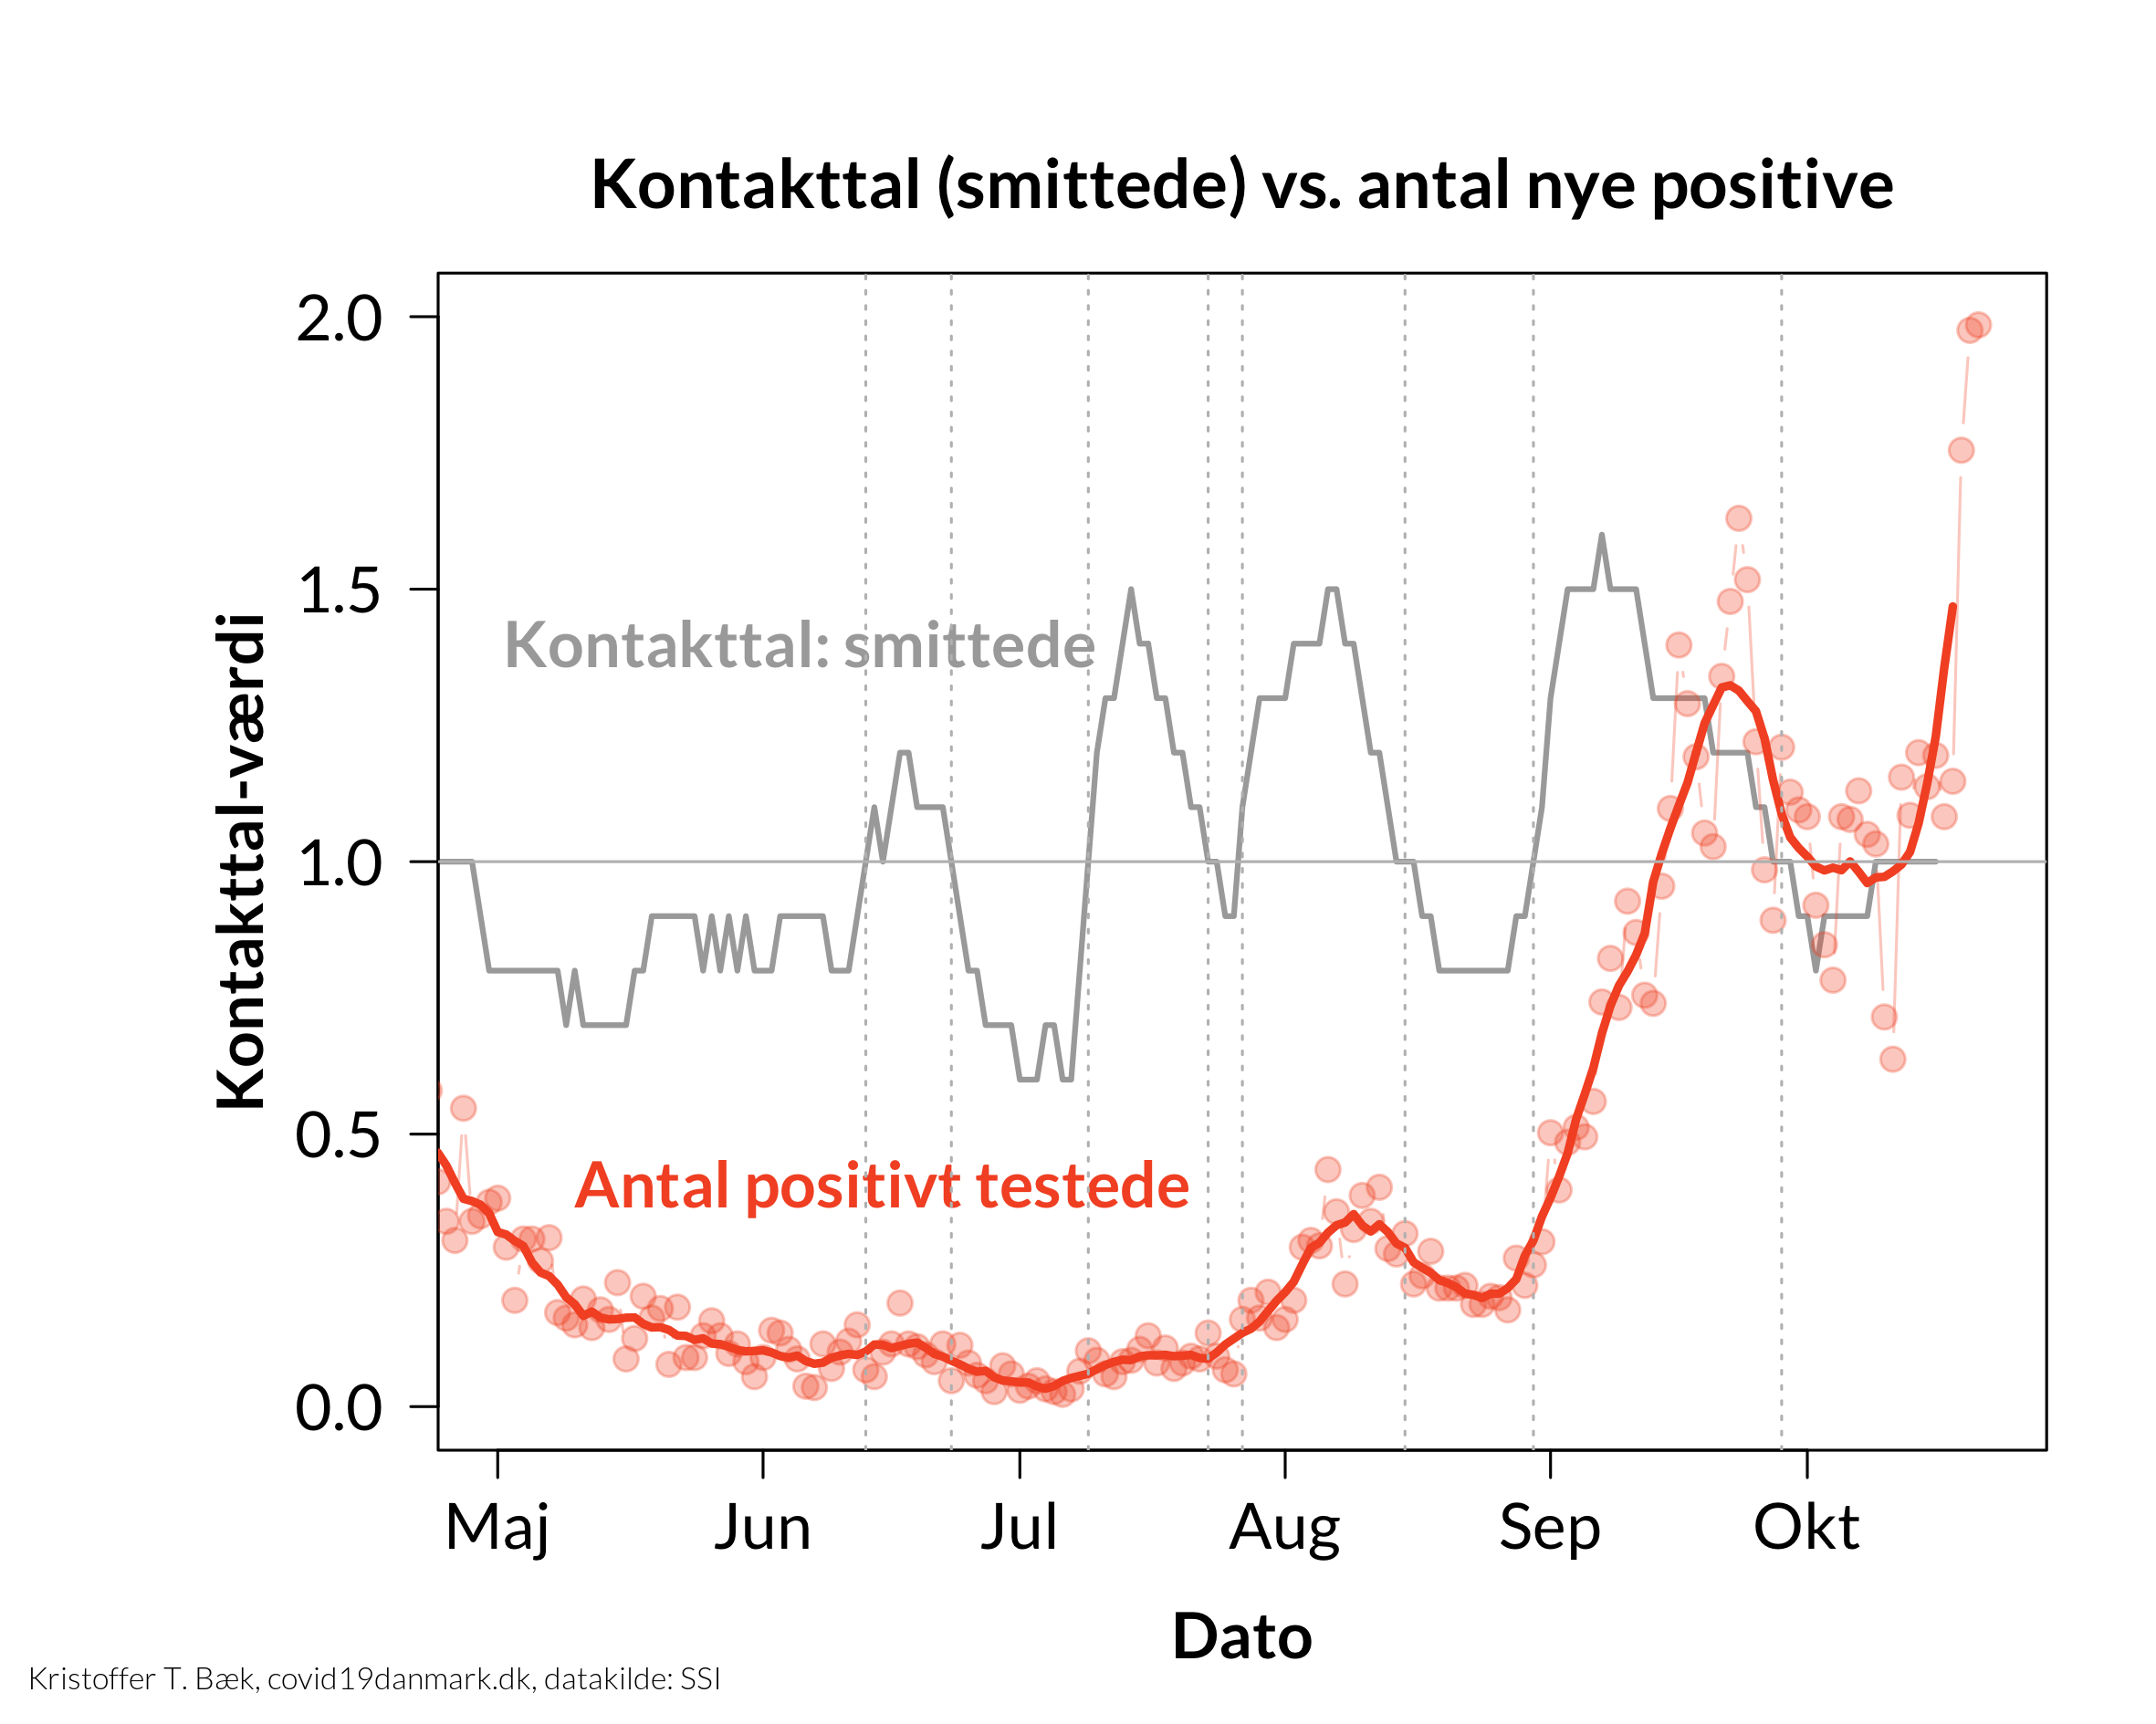 Kontakttal (smittede) vs. antal nye positive
2.0
1.5
1.0
0.5
0.0
Kontakttal-værdi
Kontakttal: smittede
Antal positivt testede
Maj Jun Jul Aug Sep Okt
Dato
Kristoffer T. Bæk, covid19danmark.dk, datakilde: SSI